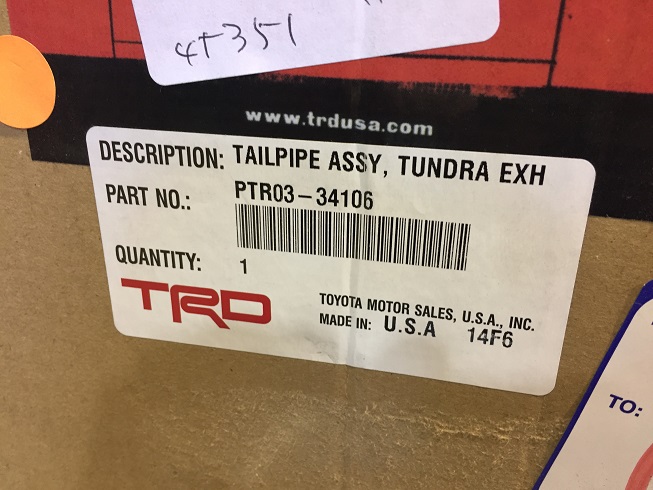 4T351
www.trdusa.com
DESCRIPTION: TAILPIPE ASSY, TUNDRA EXH
PART NO.: PTR03-34106
QUANTITY: 1
TRD
TOYOTA MOTOR SALES, U.S.A., INC.
MADE IN: U.S.A 14F6
TO: